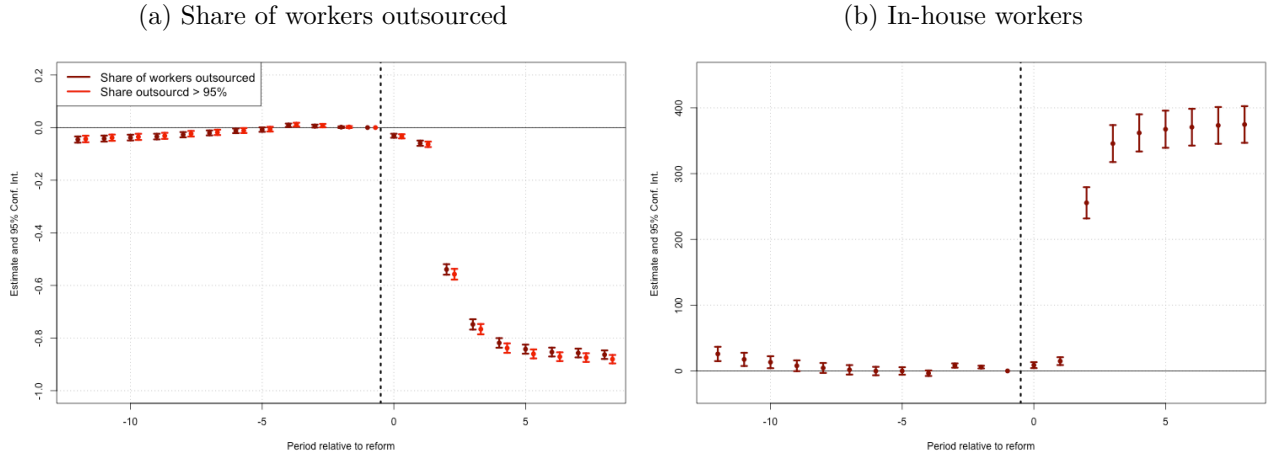 (a) Share of workers outsourced
Share of workers outsourced
Share outsourcd > 95%
Estimate and 95% Conf. Int.
0.2
0.0
-0.2
-0.4
-0.6
-0.8
-1.0
-10
-5
0
5
Period relative to reform
(b) In-house workers
Estimate and 95% Conf. Int.
400
300
200
100
0
-10
-5
0
5
Period relative to reform